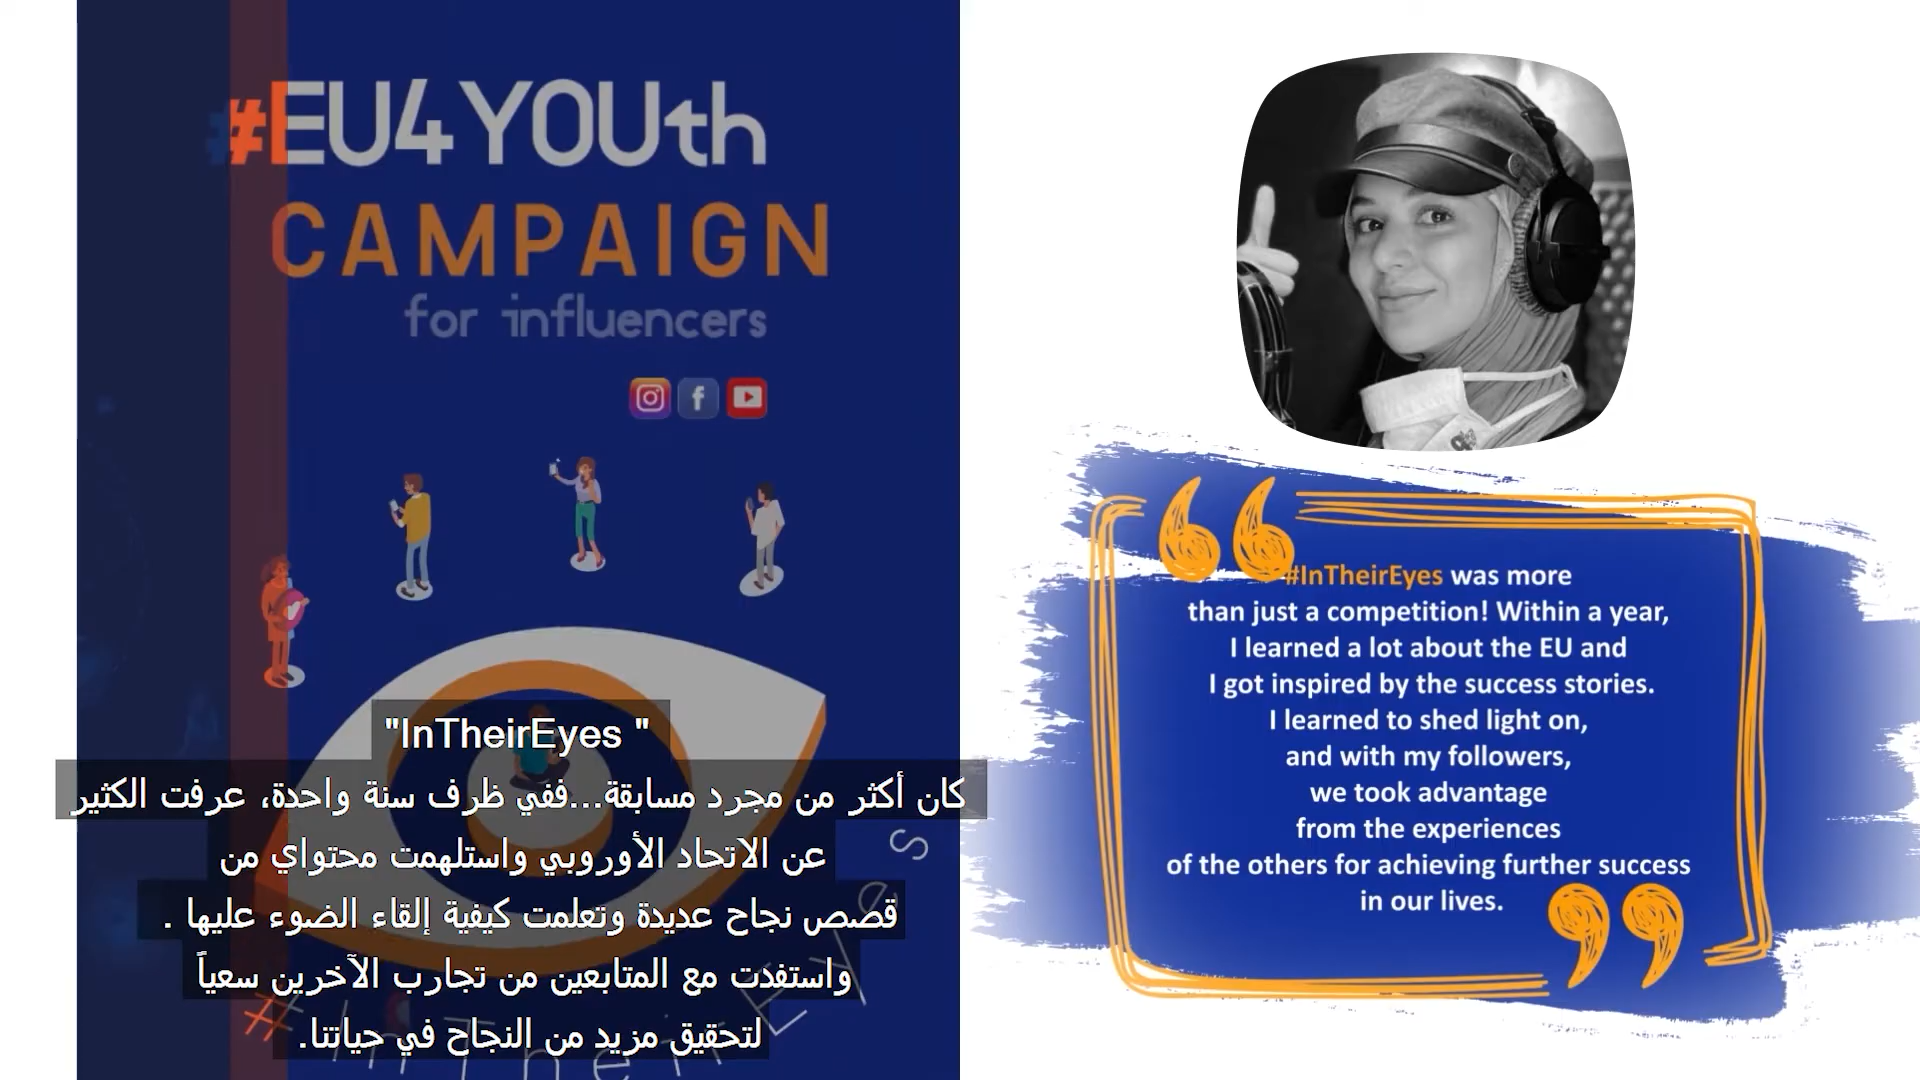 #EU4YOUth
CAMPAIGN
for influencers
"InTheirEyes "
كان أكثر من مجرد مسابقة...ففي ظرف سنة واحدة، عرفت الكثير
عن الاتحاد الأوروبي واستلهمت محتواي من
قصص نجاح عديدة وتعلمت كيفية إلقاء الضوء عليها .
واستفدت مع المتابعين من تجارب الآخرين سعياً
لتحقيق مزيد من النجاح في حياتنا.
#InTheirEyes
#InTheirEyes was more
than just a competition! Within a year,
I learned a lot about the EU and
I got inspired by the success stories.
I learned to shed light on,
and with my followers,
we took advantage
from the experiences
of the others for achieving further success
in our lives.